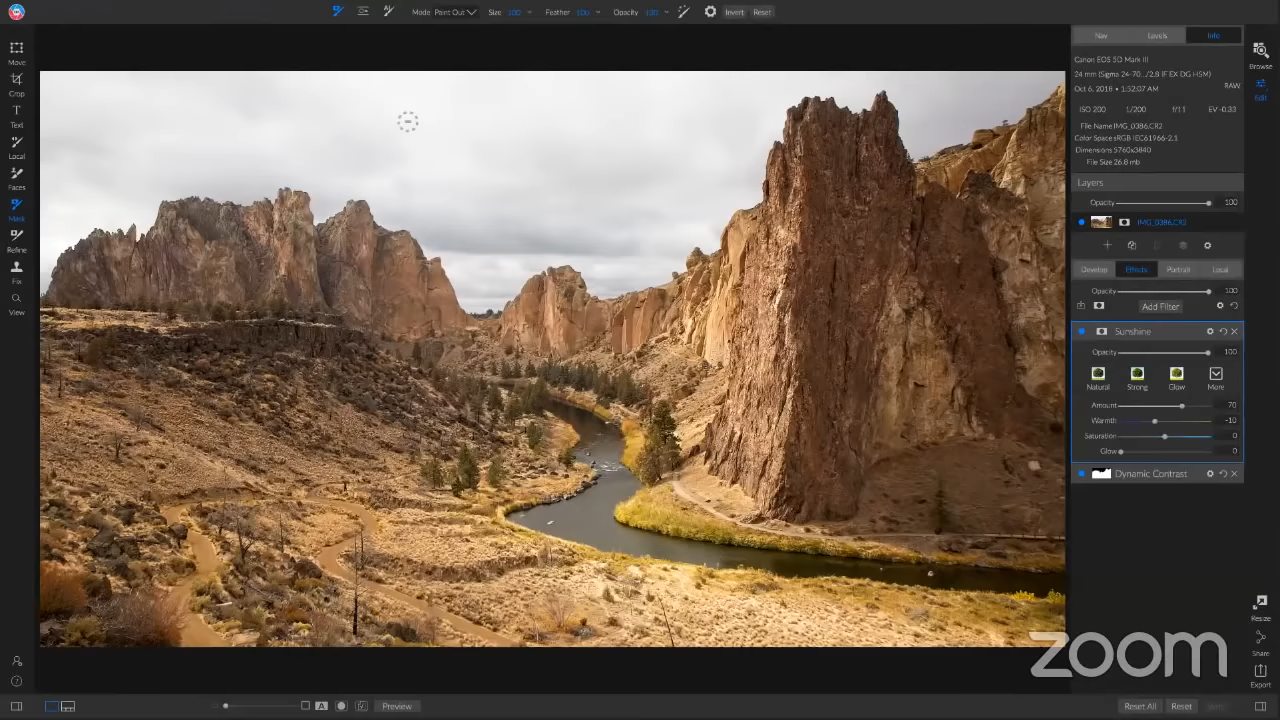 Mode Paint Out Size 100 Feather 100 Opacity 100 Invert Reset
Move
Crop
Text
Local
Faces
Mask
Refine
Fix
View
Nav Levels Info
Canon EOS 5D Mark III
24 mm (Sigma 24-70.../2.8 IF EX DG HSM)
RAW
Oct 6, 2018 • 1:52:07 AM
ISO 200 1/200 f/11 EV -0.33
File Name IMG_0386.CR2
Color Space sRGB IEC61966-2.1
Dimensions 5760x3840
File Size 26.8 mb
Layers
Opacity 100
IMG_0386.CR2
Develop Effects Portrait Local
Opacity 100
Add Filter
Sunshine
Opacity 100
Natural Strong Glow More
Amount 70
Warmth -10
Saturation 0
Glow 0
Dynamic Contrast
Browse
Edit
Resize
Share
Export
zoom
A Preview
Reset All Reset